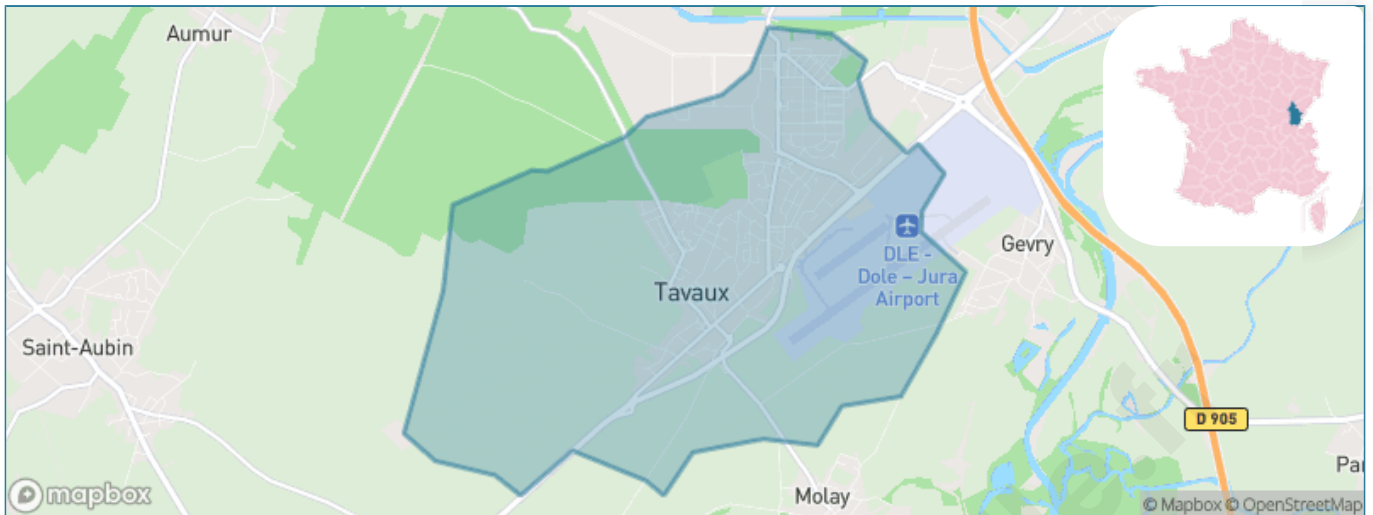 Aumur
Gevry
DLE -
Dole – Jura
Airport
Tavaux
Saint-Aubin
D 905
Molay
mapbox
© Mapbox © OpenStreetMap